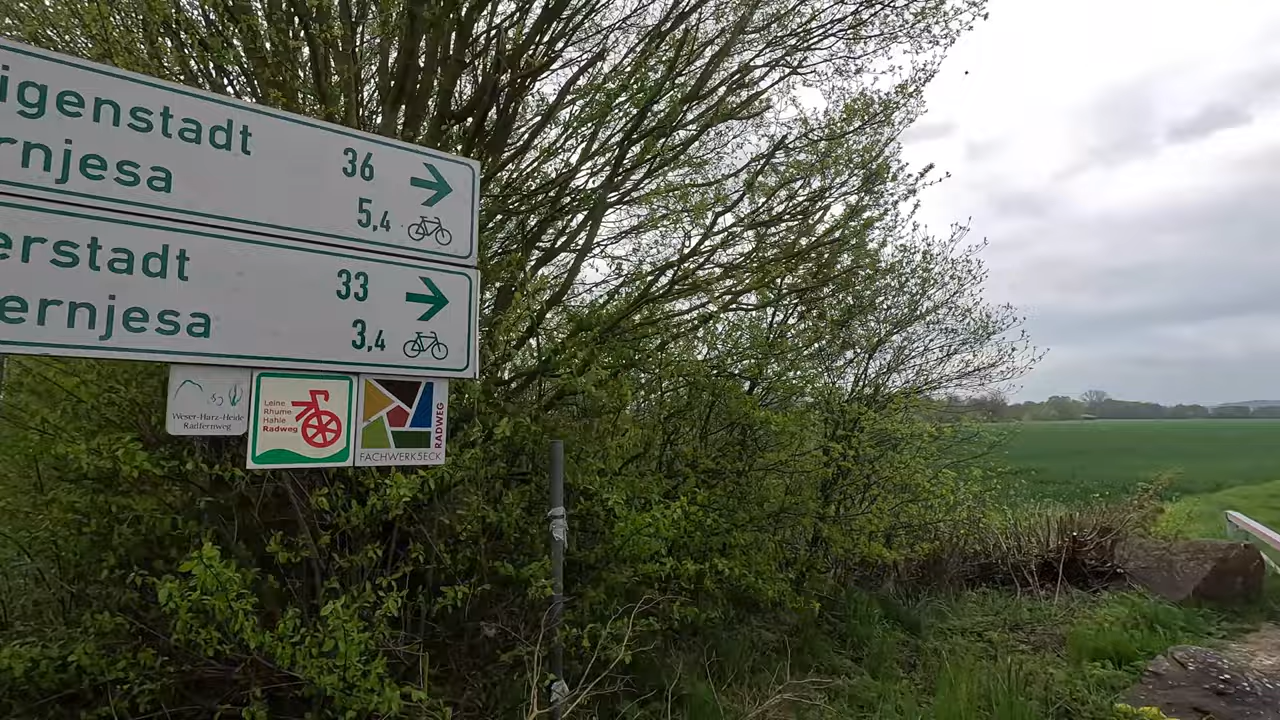 igenstadt 36
rnjesa 5,4
erstadt 33
ernjesa 3,4
Weser-Harz-Heide
Radfernweg
Leine
Rhume
Hahle
Radweg
FACHWERK5ECK
RADWEG